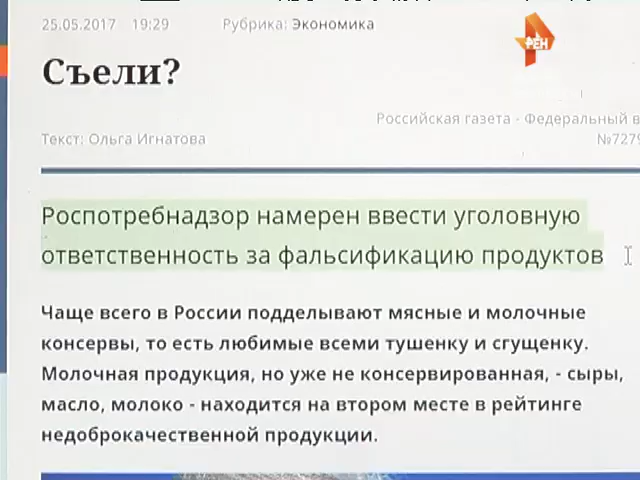 25.05.2017 19:29 Рубрика: Экономика
РЕН
Съели?
Российская газета - Федеральный в
Текст: Ольга Игнатова №7279
Роспотребнадзор намерен ввести уголовную
ответственность за фальсификацию продуктов
Чаще всего в России подделывают мясные и молочные
консервы, то есть любимые всеми тушенку и сгущенку.
Молочная продукция, но уже не консервированная, - сыры,
масло, молоко - находится на втором месте в рейтинге
недоброкачественной продукции.